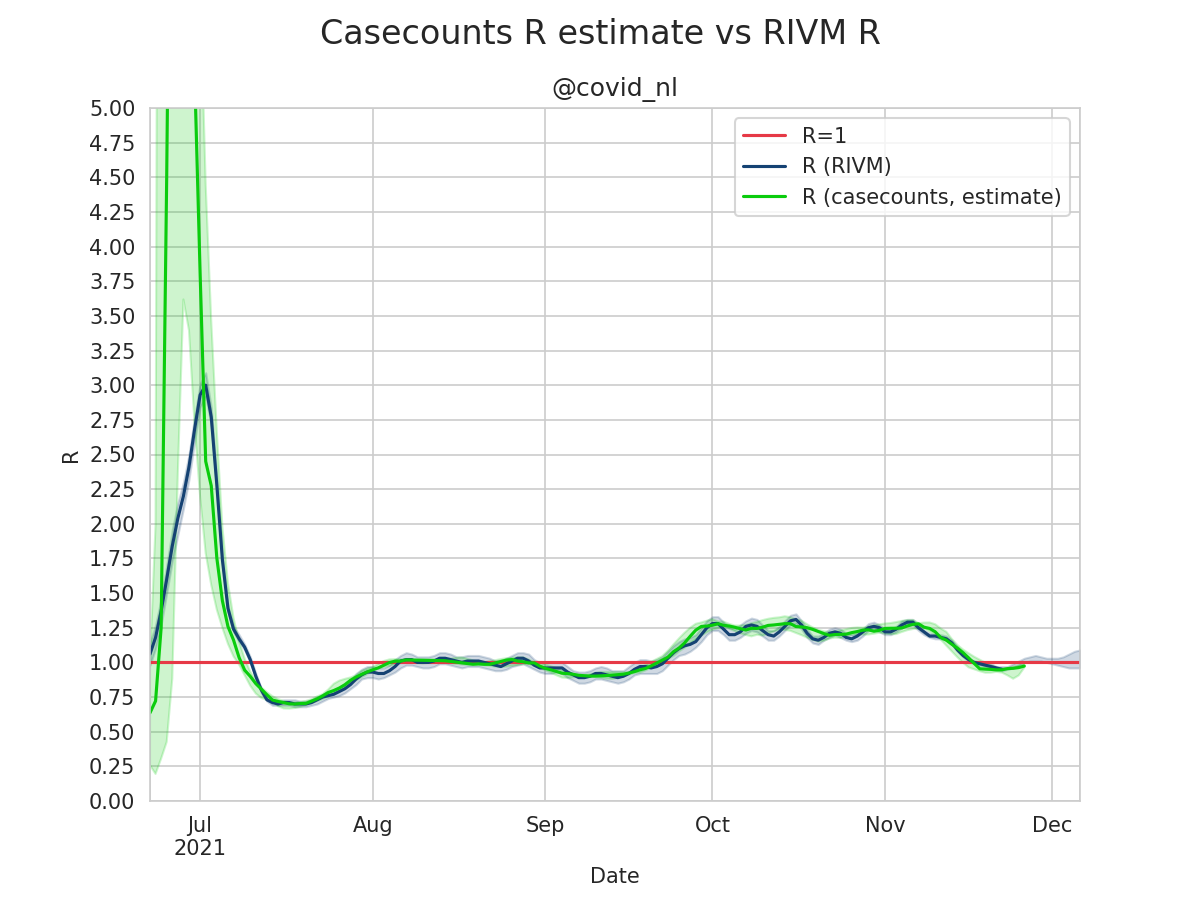 Casecounts R estimate vs RIVM R
@covid_nl
R=1
R (RIVM)
R (casecounts, estimate)
5.00
4.75
4.50
4.25
4.00
3.75
3.50
3.25
3.00
2.75
2.50
2.25
2.00
1.75
1.50
1.25
1.00
0.75
0.50
0.25
0.00
R
Jul Aug Sep Oct Nov Dec
2021
Date